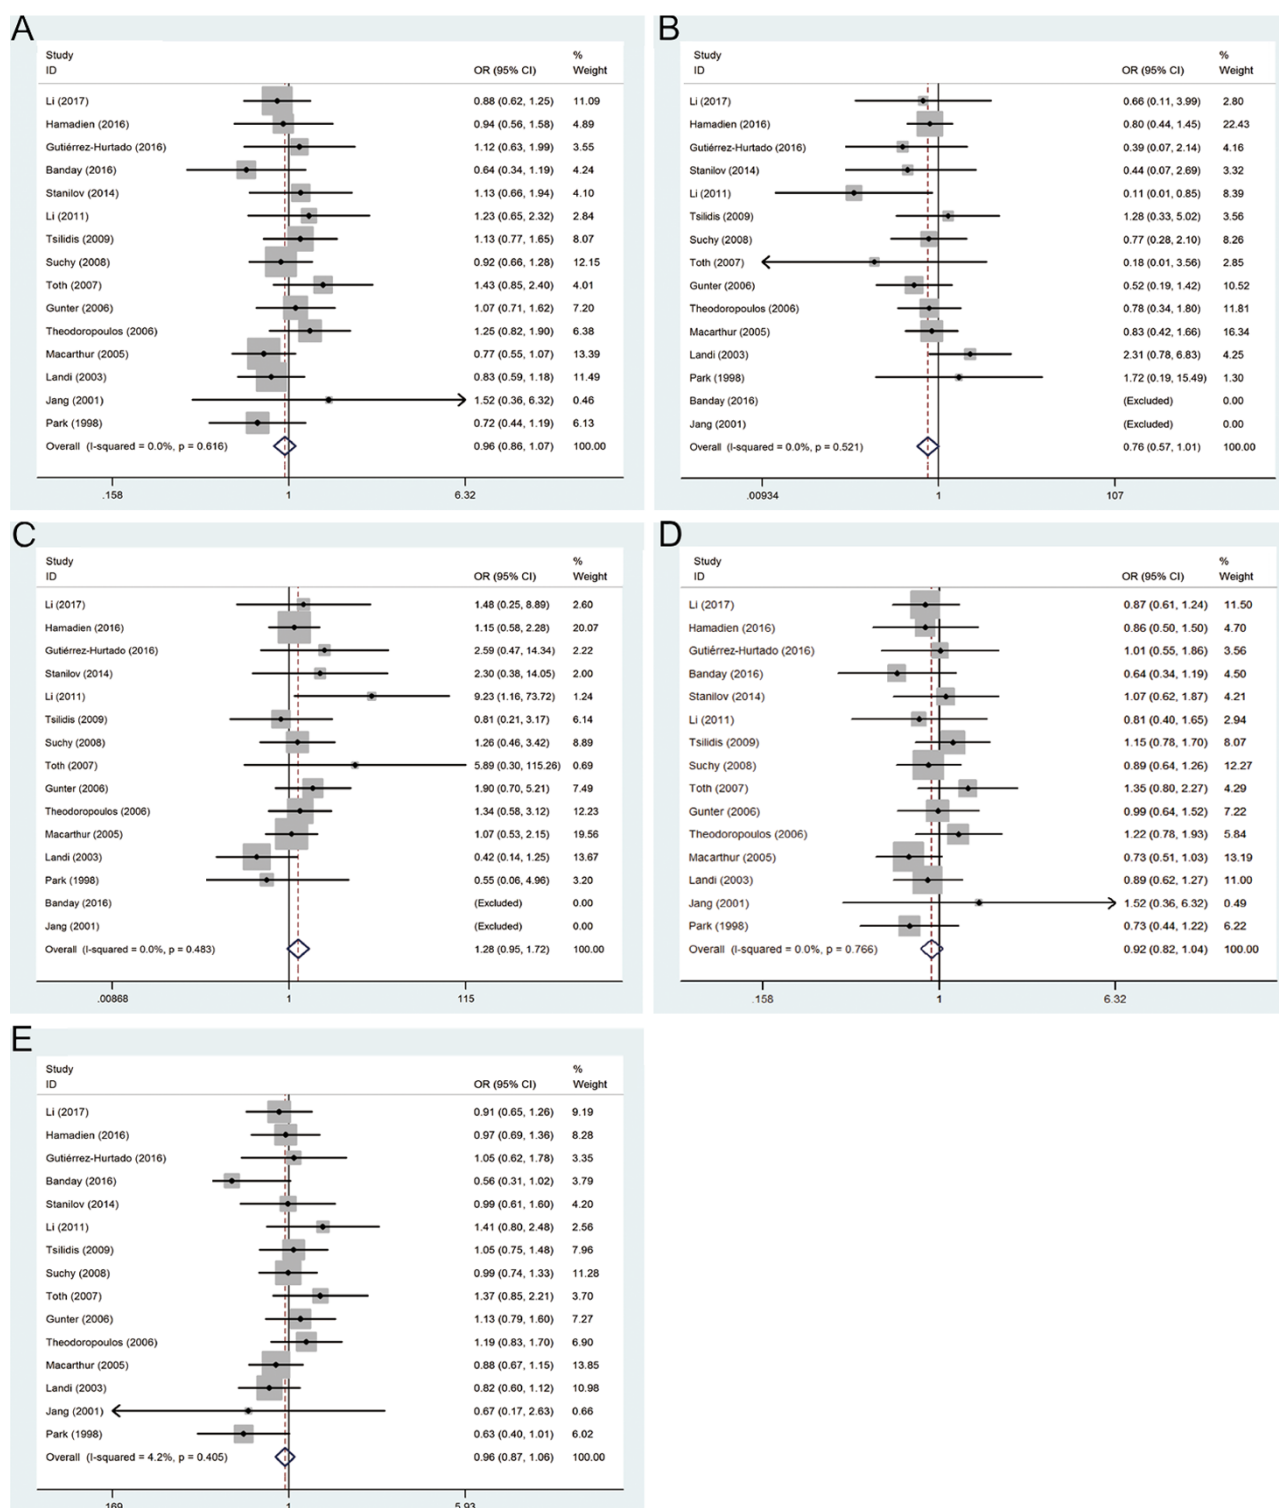 A
Study %
ID OR (95% CI) Weight
Li (2017) 0.88 (0.62, 1.25) 11.09
Hamadien (2016) 0.94 (0.56, 1.58) 4.89
Gutiérrez-Hurtado (2016) 1.12 (0.63, 1.99) 3.55
Banday (2016) 0.64 (0.34, 1.19) 4.24
Stanilov (2014) 1.13 (0.66, 1.94) 4.10
Li (2011) 1.23 (0.65, 2.32) 2.84
Tsilidis (2009) 1.13 (0.77, 1.65) 8.07
Suchy (2008) 0.92 (0.66, 1.28) 12.15
Toth (2007) 1.43 (0.85, 2.40) 4.01
Gunter (2006) 1.07 (0.71, 1.62) 7.20
Theodoropoulos (2006) 1.25 (0.82, 1.90) 6.38
Macarthur (2005) 0.77 (0.55, 1.07) 13.39
Landi (2003) 0.83 (0.59, 1.18) 11.49
Jang (2001) 1.52 (0.36, 6.32) 0.46
Park (1998) 0.72 (0.44, 1.19) 6.13
Overall (I-squared = 0.0%, p = 0.616) 0.96 (0.86, 1.07) 100.00
.158 1 6.32
B
Study %
ID OR (95% CI) Weight
Li (2017) 0.66 (0.11, 3.99) 2.80
Hamadien (2016) 0.80 (0.44, 1.45) 22.43
Gutiérrez-Hurtado (2016) 0.39 (0.07, 2.14) 4.16
Stanilov (2014) 0.44 (0.07, 2.69) 3.32
Li (2011) 0.11 (0.01, 0.85) 8.39
Tsilidis (2009) 1.28 (0.33, 5.02) 3.56
Suchy (2008) 0.77 (0.28, 2.10) 8.26
Toth (2007) 0.18 (0.01, 3.56) 2.85
Gunter (2006) 0.52 (0.19, 1.42) 10.52
Theodoropoulos (2006) 0.78 (0.34, 1.80) 11.81
Macarthur (2005) 0.83 (0.42, 1.66) 16.34
Landi (2003) 2.31 (0.78, 6.83) 4.25
Park (1998) 1.72 (0.19, 15.49) 1.30
Banday (2016) (Excluded) 0.00
Jang (2001) (Excluded) 0.00
Overall (I-squared = 0.0%, p = 0.521) 0.76 (0.57, 1.01) 100.00
.00934 1 107
C
Study %
ID OR (95% CI) Weight
Li (2017) 1.48 (0.25, 8.89) 2.60
Hamadien (2016) 1.15 (0.58, 2.28) 20.07
Gutiérrez-Hurtado (2016) 2.59 (0.47, 14.34) 2.22
Stanilov (2014) 2.30 (0.38, 14.05) 2.00
Li (2011) 9.23 (1.16, 73.72) 1.24
Tsilidis (2009) 0.81 (0.21, 3.17) 6.14
Suchy (2008) 1.26 (0.46, 3.42) 8.89
Toth (2007) 5.89 (0.30, 115.26) 0.69
Gunter (2006) 1.90 (0.70, 5.21) 7.49
Theodoropoulos (2006) 1.34 (0.58, 3.12) 12.23
Macarthur (2005) 1.07 (0.53, 2.15) 19.56
Landi (2003) 0.42 (0.14, 1.25) 13.67
Park (1998) 0.55 (0.06, 4.96) 3.20
Banday (2016) (Excluded) 0.00
Jang (2001) (Excluded) 0.00
Overall (I-squared = 0.0%, p = 0.483) 1.28 (0.95, 1.72) 100.00
.00868 1 115
D
Study %
ID OR (95% CI) Weight
Li (2017) 0.87 (0.61, 1.24) 11.50
Hamadien (2016) 0.86 (0.50, 1.50) 4.70
Gutiérrez-Hurtado (2016) 1.01 (0.55, 1.86) 3.56
Banday (2016) 0.64 (0.34, 1.19) 4.50
Stanilov (2014) 1.07 (0.62, 1.87) 4.21
Li (2011) 0.81 (0.40, 1.65) 2.94
Tsilidis (2009) 1.15 (0.78, 1.70) 8.07
Suchy (2008) 0.89 (0.64, 1.26) 12.27
Toth (2007) 1.35 (0.80, 2.27) 4.29
Gunter (2006) 0.99 (0.64, 1.52) 7.22
Theodoropoulos (2006) 1.22 (0.78, 1.93) 5.84
Macarthur (2005) 0.73 (0.51, 1.03) 13.19
Landi (2003) 0.89 (0.62, 1.27) 11.00
Jang (2001) 1.52 (0.36, 6.32) 0.49
Park (1998) 0.73 (0.44, 1.22) 6.22
Overall (I-squared = 0.0%, p = 0.766) 0.92 (0.82, 1.04) 100.00
.158 1 6.32
E
Study %
ID OR (95% CI) Weight
Li (2017) 0.91 (0.65, 1.26) 9.19
Hamadien (2016) 0.97 (0.69, 1.36) 8.28
Gutiérrez-Hurtado (2016) 1.05 (0.62, 1.78) 3.35
Banday (2016) 0.56 (0.31, 1.02) 3.79
Stanilov (2014) 0.99 (0.61, 1.60) 4.20
Li (2011) 1.41 (0.80, 2.48) 2.56
Tsilidis (2009) 1.05 (0.75, 1.48) 7.96
Suchy (2008) 0.99 (0.74, 1.33) 11.28
Toth (2007) 1.37 (0.85, 2.21) 3.70
Gunter (2006) 1.13 (0.79, 1.60) 7.27
Theodoropoulos (2006) 1.19 (0.83, 1.70) 6.90
Macarthur (2005) 0.88 (0.67, 1.15) 13.85
Landi (2003) 0.82 (0.60, 1.12) 10.98
Jang (2001) 0.67 (0.17, 2.63) 0.66
Park (1998) 0.63 (0.40, 1.01) 6.02
Overall (I-squared = 4.2%, p = 0.405) 0.96 (0.87, 1.06) 100.00
.169 1 5.93